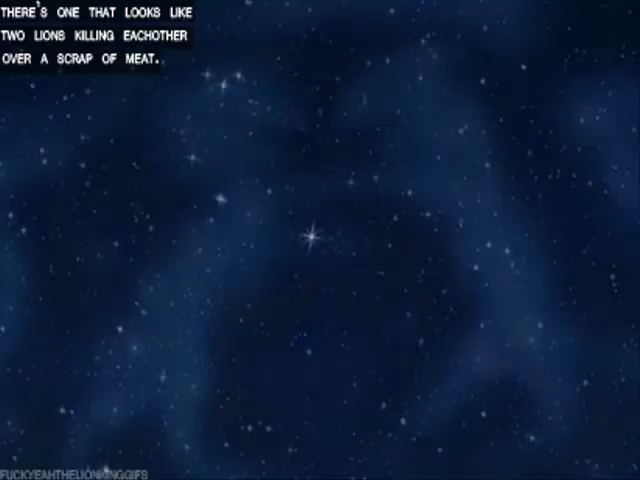 THERE'S ONE THAT LOOKS LIKE
TWO LIONS KILLING EACHOTHER
OVER A SCRAP OF MEAT.
FUCKYEAHTHELIONKINGGIFS